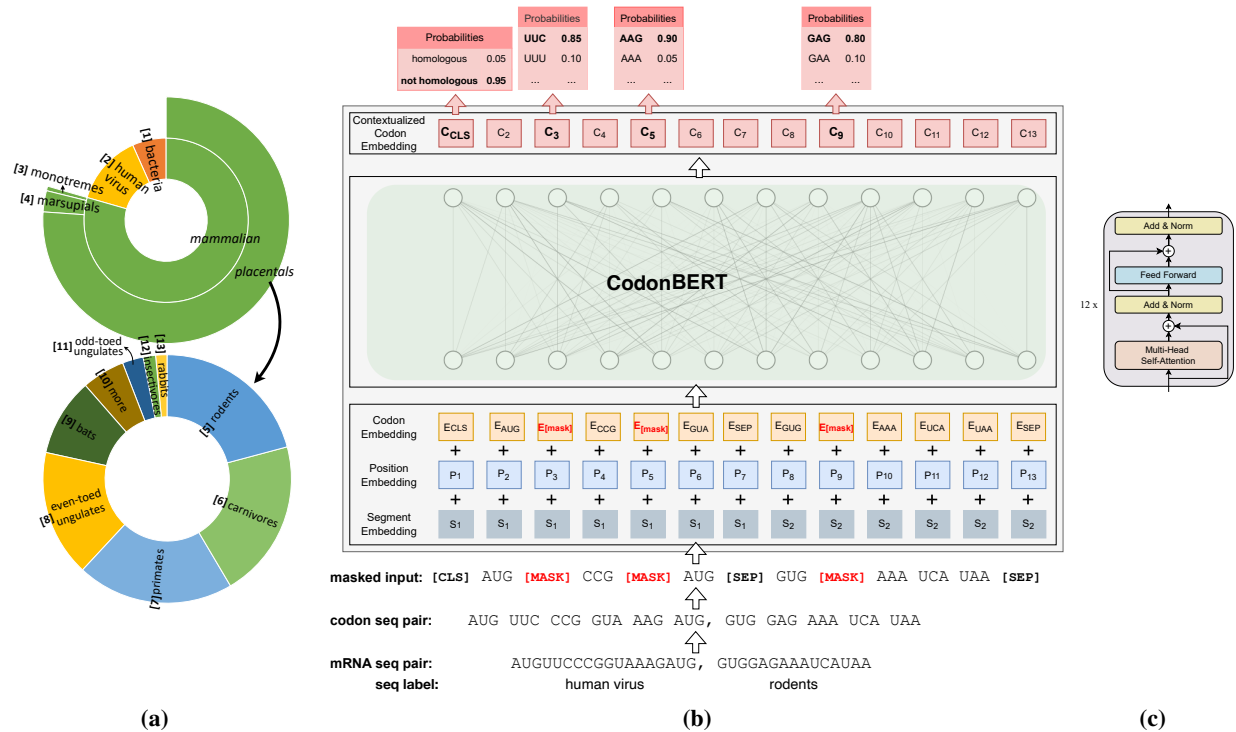 [1] bacteria
[2] human virus
[3] monotremes
[4] marsupials
mammalian
placentals
[11] odd-toed ungulates
[12] insectivores
[13] rabbits
[10] more
[5] rodents
[9] bats
[6] carnivores
even-toed
[8] ungulates
[7] primates
(a)
Probabilities
homologous 0.05
not homologous 0.95
Probabilities
UUC 0.85
UUU 0.10
... ...
Probabilities
AAG 0.90
AAA 0.05
... ...
Probabilities
GAG 0.80
GAA 0.10
... ...
Contextualized
Codon
Embedding
CCLS C2 C3 C4 C5 C6 C7 C8 C9 C10 C11 C12 C13
CodonBERT
Codon
Embedding
ECLS EAUG E[mask] ECCG E[mask] EGUA ESEP EGUG E[mask] EAAA EUCA EUAA ESEP
+ + + + + + + + + + + + +
Position
Embedding
P1 P2 P3 P4 P5 P6 P7 P8 P9 P10 P11 P12 P13
+ + + + + + + + + + + + +
Segment
Embedding
S1 S1 S1 S1 S1 S1 S1 S2 S2 S2 S2 S2 S2
masked input: [CLS] AUG [MASK] CCG [MASK] AUG [SEP] GUG [MASK] AAA UCA UAA [SEP]
codon seq pair: AUG UUC CCG GUA AAG AUG, GUG GAG AAA UCA UAA
mRNA seq pair: AUGUUCCCGGUAAAGAUG, GUGGAGAAAUCAUAA
seq label: human virus rodents
(b)
Add & Norm
+
Feed Forward
12 x
Add & Norm
+
Multi-Head
Self-Attention
(c)